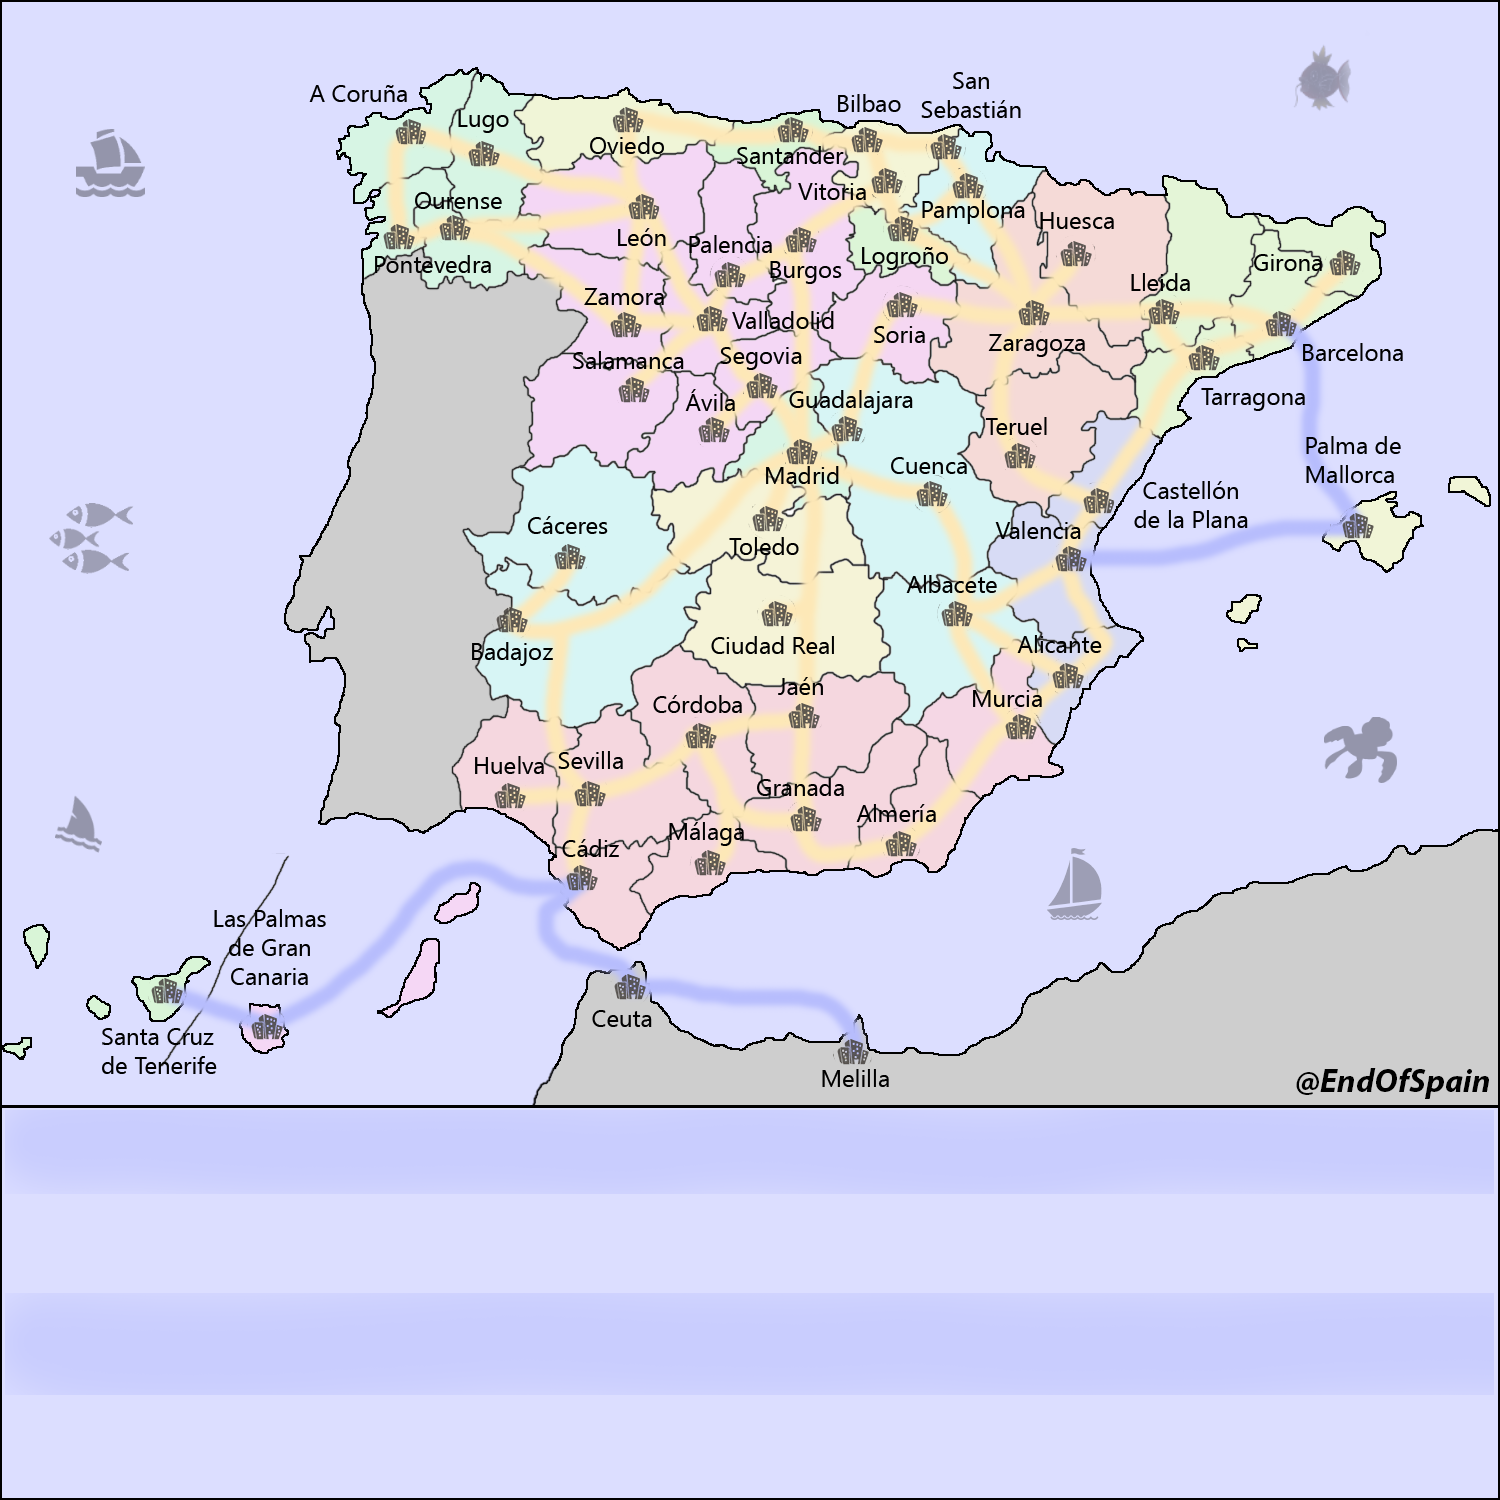 San
Bilbao
Sebastián
A Coruña
Lugo
Oviedo
Santander
Vitoria
Ourense
Pamplona
Huesca
León
Palencia
Burgos
Logroño
Girona
Pontevedra
Lleida
Zamora
Valladolid
Soria
Zaragoza
Barcelona
Salamanca
Segovia
Ávila
Guadalajara
Tarragona
Teruel
Palma de
Mallorca
Madrid
Cuenca
Castellón
de la Plana
Cáceres
Toledo
Valencia
Albacete
Badajoz
Ciudad Real
Alicante
Jaén
Córdoba
Murcia
Huelva
Sevilla
Granada
Almería
Málaga
Cádiz
Las Palmas
de Gran
Canaria
Ceuta
Santa Cruz
de Tenerife
Melilla
@EndOfSpain